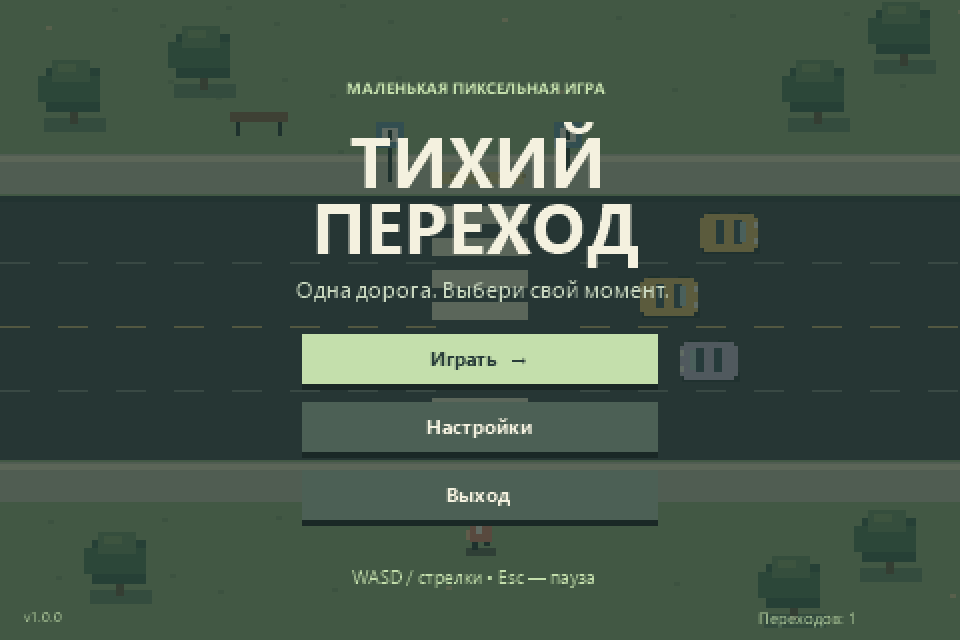 МАЛЕНЬКАЯ ПИКСЕЛЬНАЯ ИГРА
ТИХИЙ
ПЕРЕХОД
Одна дорога. Выбери свой момент.
Играть →
Настройки
Выход
WASD / стрелки • Esc — пауза
v1.0.0
Переходов: 1